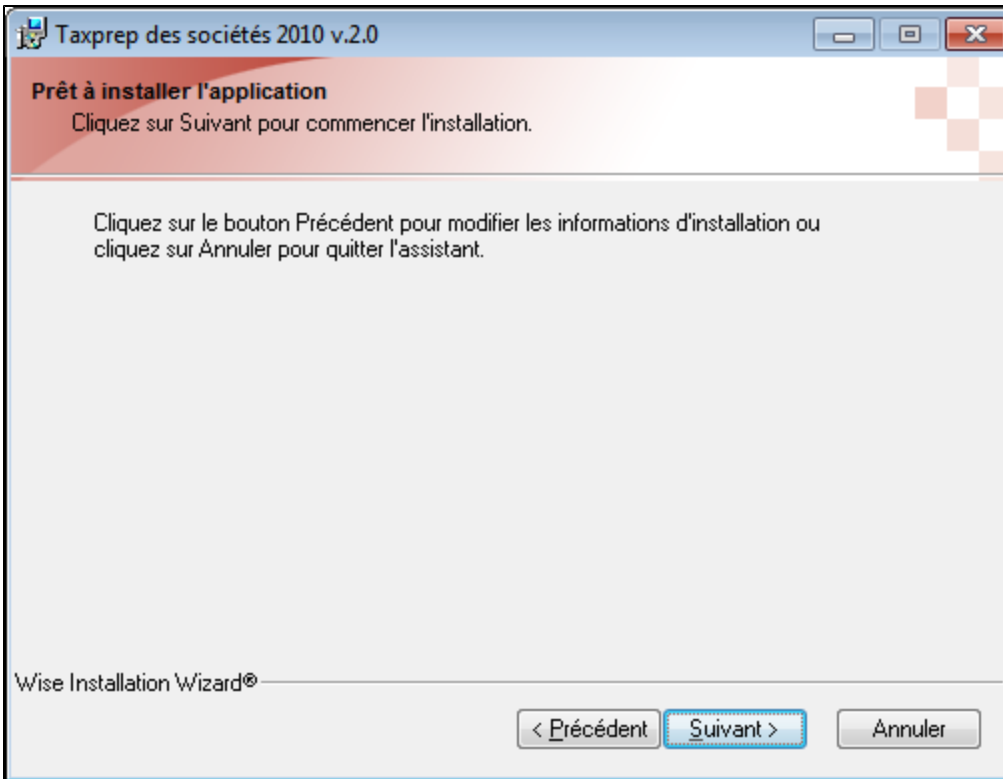 Taxprep des sociétés 2010 v.2.0
Prêt à installer l'application
Cliquez sur Suivant pour commencer l'installation.
Cliquez sur le bouton Précédent pour modifier les informations d'installation ou
cliquez sur Annuler pour quitter l'assistant.
Wise Installation Wizard®
< Précédent Suivant > Annuler